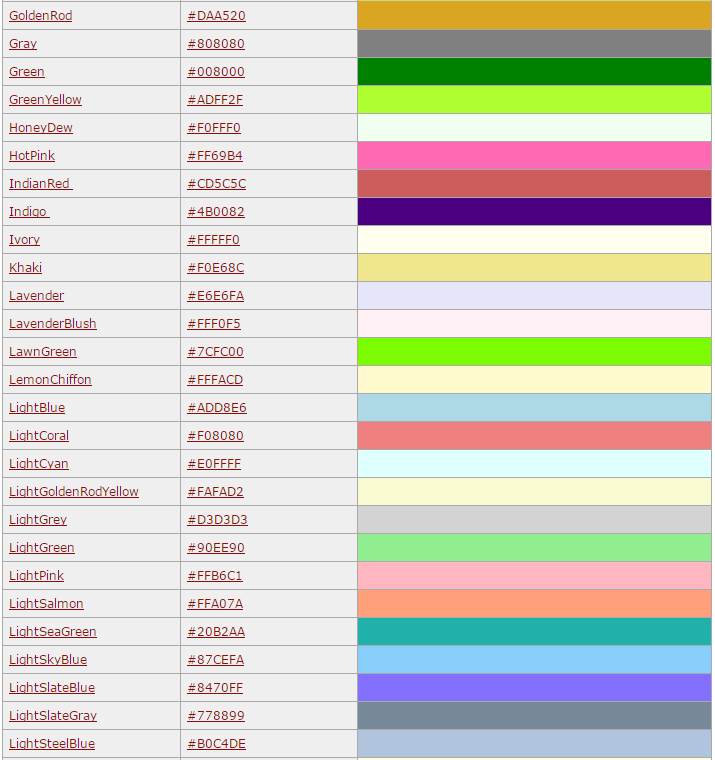 GoldenRod #DAA520
Gray #808080
Green #008000
GreenYellow #ADFF2F
HoneyDew #F0FFF0
HotPink #FF69B4
IndianRed #CD5C5C
Indigo #4B0082
Ivory #FFFFF0
Khaki #F0E68C
Lavender #E6E6FA
LavenderBlush #FFF0F5
LawnGreen #7CFC00
LemonChiffon #FFFACD
LightBlue #ADD8E6
LightCoral #F08080
LightCyan #E0FFFF
LightGoldenRodYellow #FAFAD2
LightGrey #D3D3D3
LightGreen #90EE90
LightPink #FFB6C1
LightSalmon #FFA07A
LightSeaGreen #20B2AA
LightSkyBlue #87CEFA
LightSlateBlue #8470FF
LightSlateGray #778899
LightSteelBlue #B0C4DE